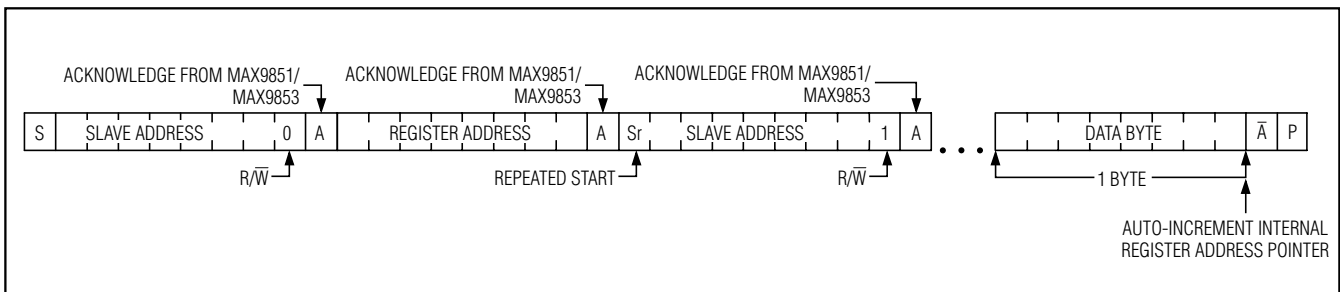 ACKNOWLEDGE FROM MAX9851/
MAX9853
ACKNOWLEDGE FROM MAX9851/
MAX9853
ACKNOWLEDGE FROM MAX9851/
MAX9853
S SLAVE ADDRESS 0 A REGISTER ADDRESS A Sr SLAVE ADDRESS 1 A • • • DATA BYTE A̅ P
R/W̅ REPEATED START R/W̅ 1 BYTE
AUTO-INCREMENT INTERNAL
REGISTER ADDRESS POINTER